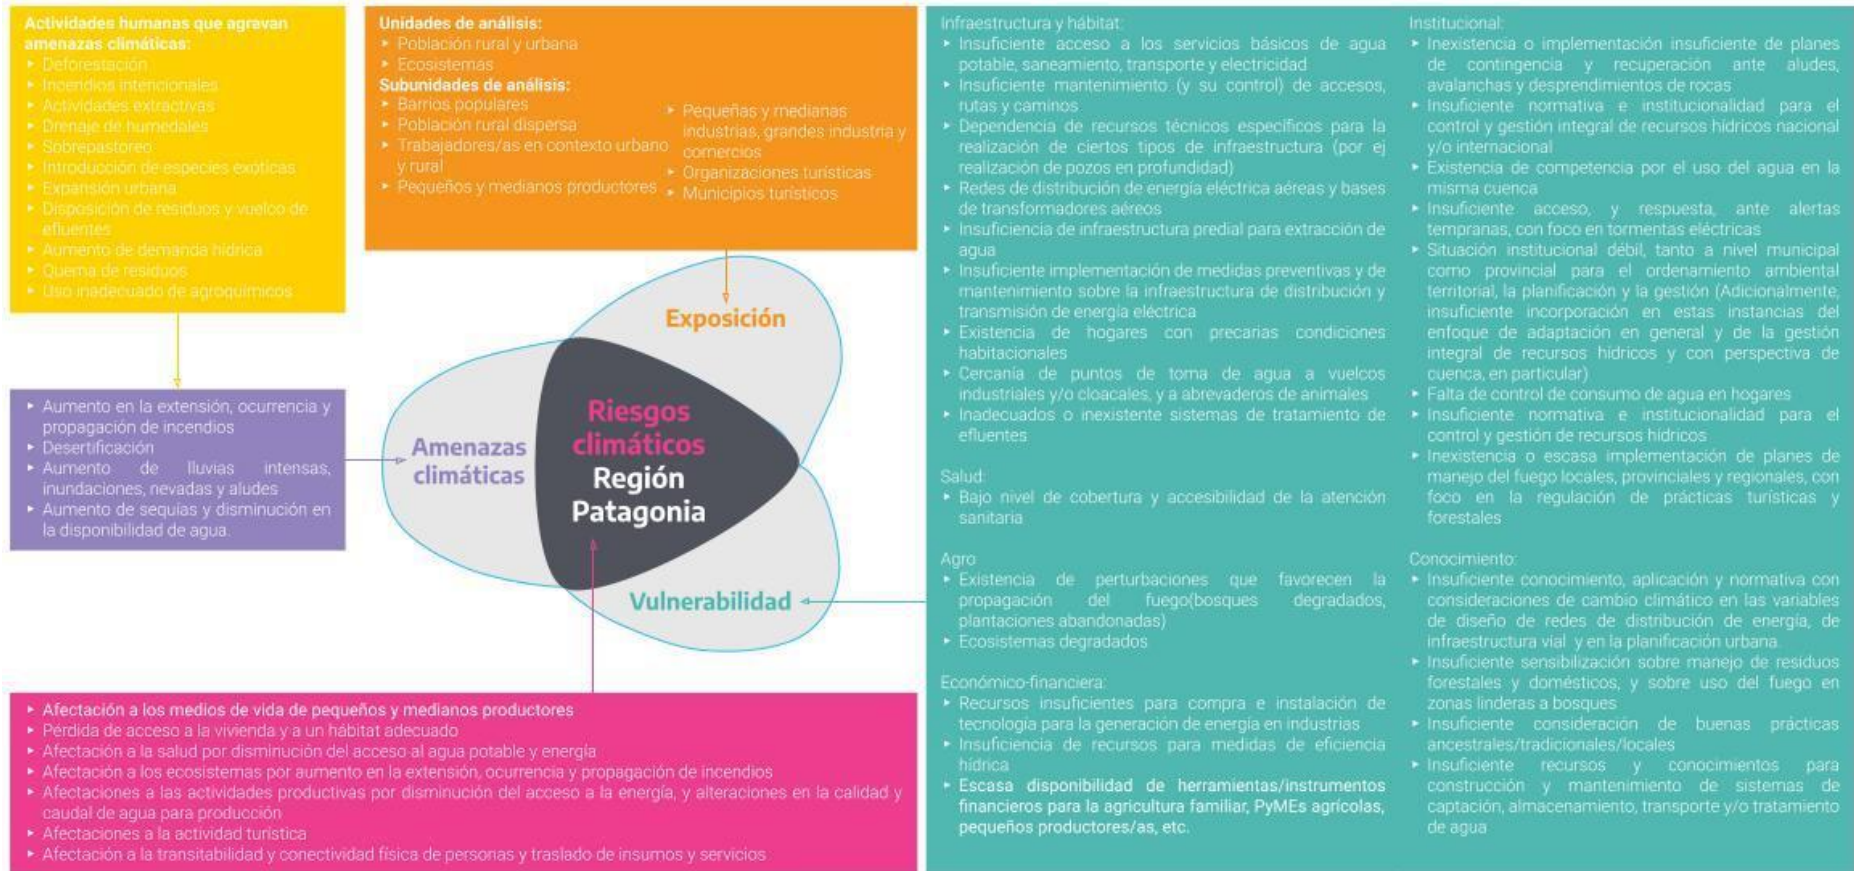 Actividades humanas que agravan
amenazas climáticas:
▸ Deforestación
▸ Incendios intencionales
▸ Actividades extractivas
▸ Drenaje de humedales
▸ Sobrepastoreo
▸ Introducción de especies exóticas
▸ Expansión urbana
▸ Disposición de residuos y vuelco de
efluentes
▸ Aumento de demanda hídrica
▸ Quema de residuos
▸ Uso inadecuado de agroquímicos
Unidades de análisis:
▸ Población rural y urbana
▸ Ecosistemas
Subunidades de análisis:
▸ Barrios populares
▸ Población rural dispersa
▸ Trabajadores/as en contexto urbano
y rural
▸ Pequeños y medianos productores
▸ Pequeñas y medianas
industrias, grandes industria y
comercios
▸ Organizaciones turísticas
▸ Municipios turísticos
▸ Aumento en la extensión, ocurrencia y
propagación de incendios
▸ Desertificación
▸ Aumento de lluvias intensas,
inundaciones, nevadas y aludes
▸ Aumento de sequías y disminución en
la disponibilidad de agua.
Exposición
Amenazas
climáticas
Riesgos
climáticos
Región
Patagonia
Vulnerabilidad
▸ Afectación a los medios de vida de pequeños y medianos productores
▸ Pérdida de acceso a la vivienda y a un hábitat adecuado
▸ Afectación a la salud por disminución del acceso al agua potable y energía
▸ Afectación a los ecosistemas por aumento en la extensión, ocurrencia y propagación de incendios
▸ Afectaciones a las actividades productivas por disminución del acceso a la energía, y alteraciones en la calidad y
caudal de agua para producción
▸ Afectaciones a la actividad turística
▸ Afectación a la transitabilidad y conectividad física de personas y traslado de insumos y servicios
Infraestructura y hábitat:
▸ Insuficiente acceso a los servicios básicos de agua
potable, saneamiento, transporte y electricidad
▸ Insuficiente mantenimiento (y su control) de accesos,
rutas y caminos
▸ Dependencia de recursos técnicos específicos para la
realización de ciertos tipos de infraestructura (por ej
realización de pozos en profundidad)
▸ Redes de distribución de energía eléctrica aéreas y bases
de transformadores aéreos
▸ Insuficiencia de infraestructura predial para extracción de
agua
▸ Insuficiente implementación de medidas preventivas y de
mantenimiento sobre la infraestructura de distribución y
transmisión de energía eléctrica
▸ Existencia de hogares con precarias condiciones
habitacionales
▸ Cercanía de puntos de toma de agua a vuelcos
industriales y/o cloacales, y a abrevaderos de animales
▸ Inadecuados o inexistente sistemas de tratamiento de
efluentes
Salud:
▸ Bajo nivel de cobertura y accesibilidad de la atención
sanitaria
Agro
▸ Existencia de perturbaciones que favorecen la
propagación del fuego(bosques degradados,
plantaciones abandonadas)
▸ Ecosistemas degradados
Económico-financiera:
▸ Recursos insuficientes para compra e instalación de
tecnología para la generación de energía en industrias
▸ Insuficiencia de recursos para medidas de eficiencia
hídrica
▸ Escasa disponibilidad de herramientas/instrumentos
financieros para la agricultura familiar, PyMEs agrícolas,
pequeños productores/as, etc.
Institucional:
▸ Inexistencia o implementación insuficiente de planes
de contingencia y recuperación ante aludes,
avalanchas y desprendimientos de rocas
▸ Insuficiente normativa e institucionalidad para el
control y gestión integral de recursos hídricos nacional
y/o internacional
▸ Existencia de competencia por el uso del agua en la
misma cuenca
▸ Insuficiente acceso, y respuesta, ante alertas
tempranas, con foco en tormentas eléctricas
▸ Situación institucional débil, tanto a nivel municipal
como provincial para el ordenamiento ambiental
territorial, la planificación y la gestión (Adicionalmente,
insuficiente incorporación en estas instancias del
enfoque de adaptación en general y de la gestión
integral de recursos hídricos y con perspectiva de
cuenca, en particular)
▸ Falta de control de consumo de agua en hogares
▸ Insuficiente normativa e institucionalidad para el
control y gestión de recursos hídricos
▸ Inexistencia o escasa implementación de planes de
manejo del fuego locales, provinciales y regionales, con
foco en la regulación de prácticas turísticas y
forestales
Conocimiento:
▸ Insuficiente conocimiento, aplicación y normativa con
consideraciones de cambio climático en las variables
de diseño de redes de distribución de energía, de
infraestructura vial y en la planificación urbana.
▸ Insuficiente sensibilización sobre manejo de residuos
forestales y domésticos, y sobre uso del fuego en
zonas linderas a bosques
▸ Insuficiente consideración de buenas prácticas
ancestrales/tradicionales/locales
▸ Insuficiente recursos y conocimientos para
construcción y mantenimiento de sistemas de
captación, almacenamiento, transporte y/o tratamiento
de agua